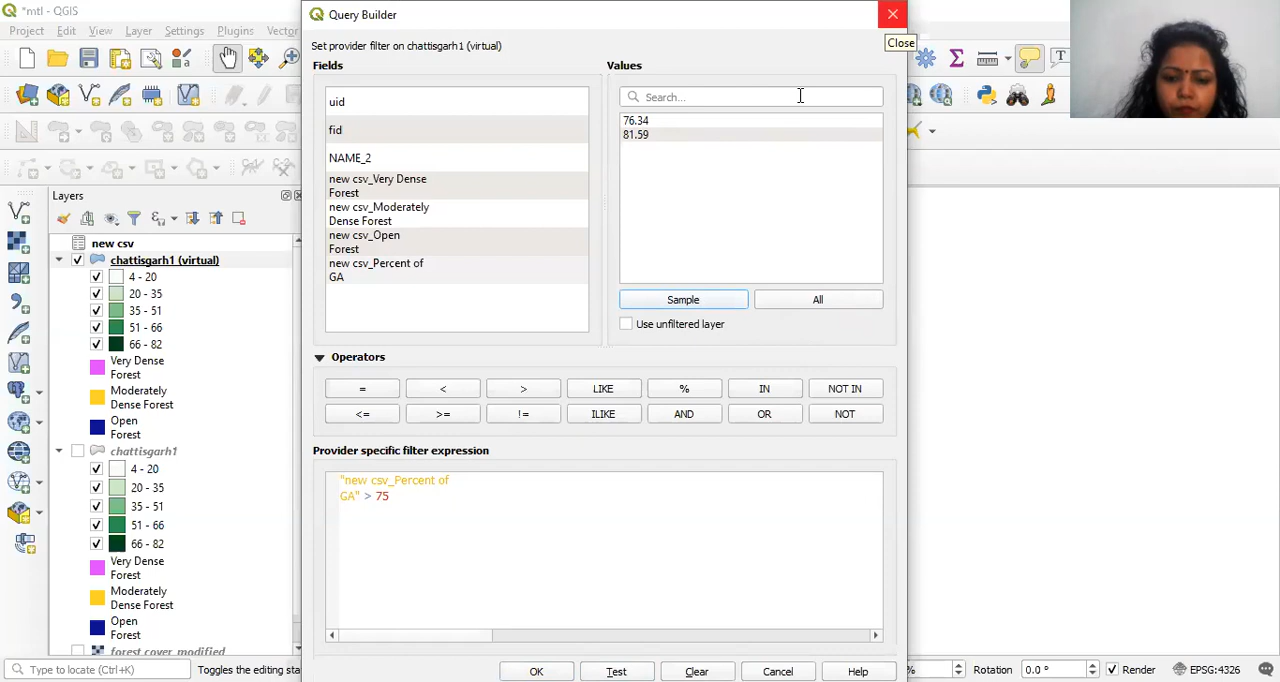 *mtl - QGIS
Query Builder
Project Edit View Layer Settings Plugins Vector
Set provider filter on chattisgarh1 (virtual)
Close
Fields
Values
uid
fid
NAME_2
new csv_Very Dense
Forest
new csv_Moderately
Dense Forest
new csv_Open
Forest
new csv_Percent of
GA
Search...
76.34
81.59
Sample
All
Use unfiltered layer
Operators
= < > LIKE % IN NOT IN
<= >= != ILIKE AND OR NOT
Provider specific filter expression
"new csv_Percent of
GA" > 75
OK Test Clear Cancel Help
Layers
new csv
chattisgarh1 (virtual)
4 - 20
20 - 35
35 - 51
51 - 66
66 - 82
Very Dense
Forest
Moderately
Dense Forest
Open
Forest
chattisgarh1
4 - 20
20 - 35
35 - 51
51 - 66
66 - 82
Very Dense
Forest
Moderately
Dense Forest
Open
Forest
forest cover modified
Type to locate (Ctrl+K)
Toggles the editing sta
% Rotation 0.0 ° Render EPSG:4326